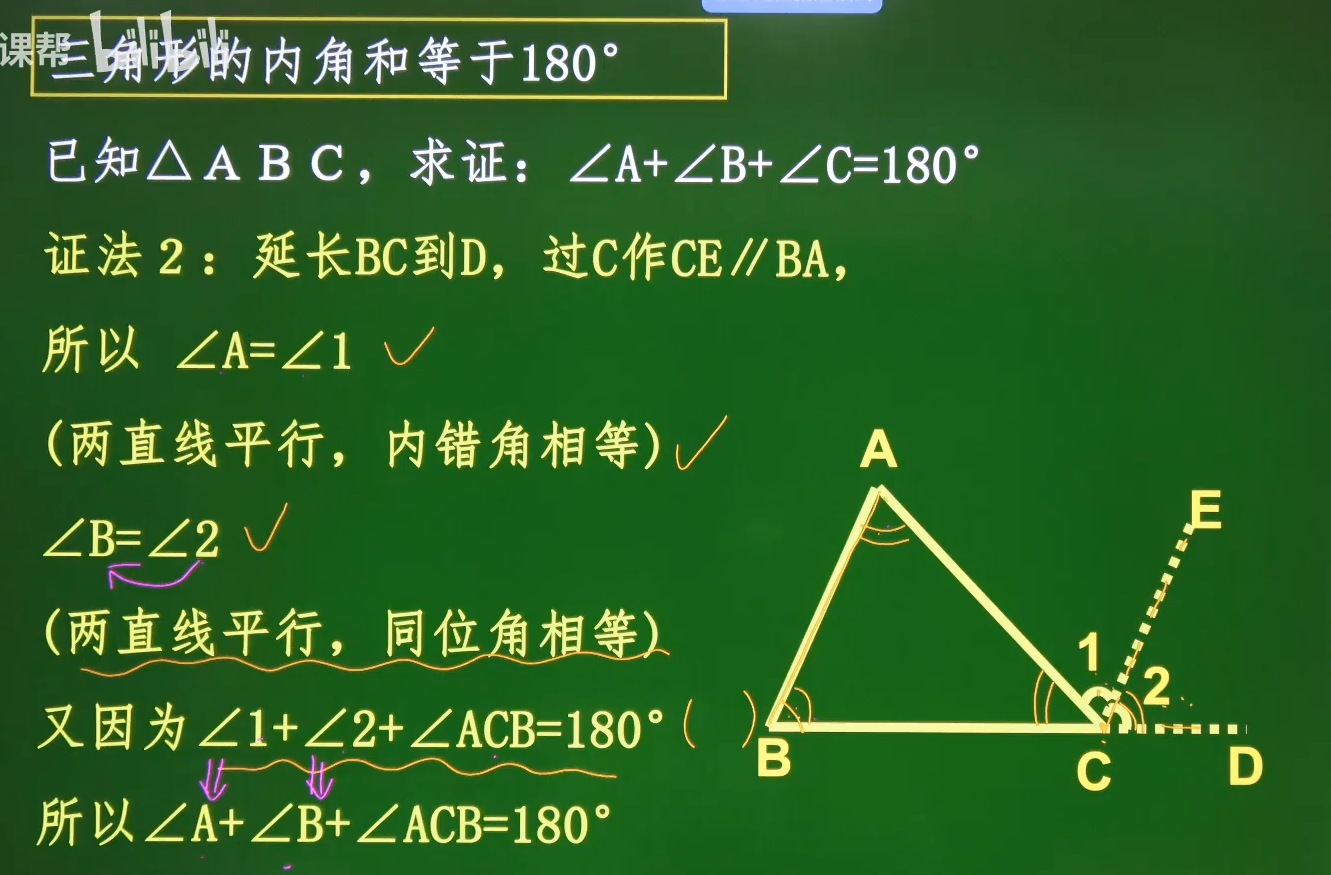 课帮 bilibili
三角形的内角和等于180°
已知△ABC，求证：∠A+∠B+∠C=180°
证法2：延长BC到D，过C作CE∥BA，
所以 ∠A=∠1
(两直线平行，内错角相等)
∠B=∠2
(两直线平行，同位角相等)
又因为∠1+∠2+∠ACB=180°( )
所以∠A+∠B+∠ACB=180°
A
E
1
2
B
C
D